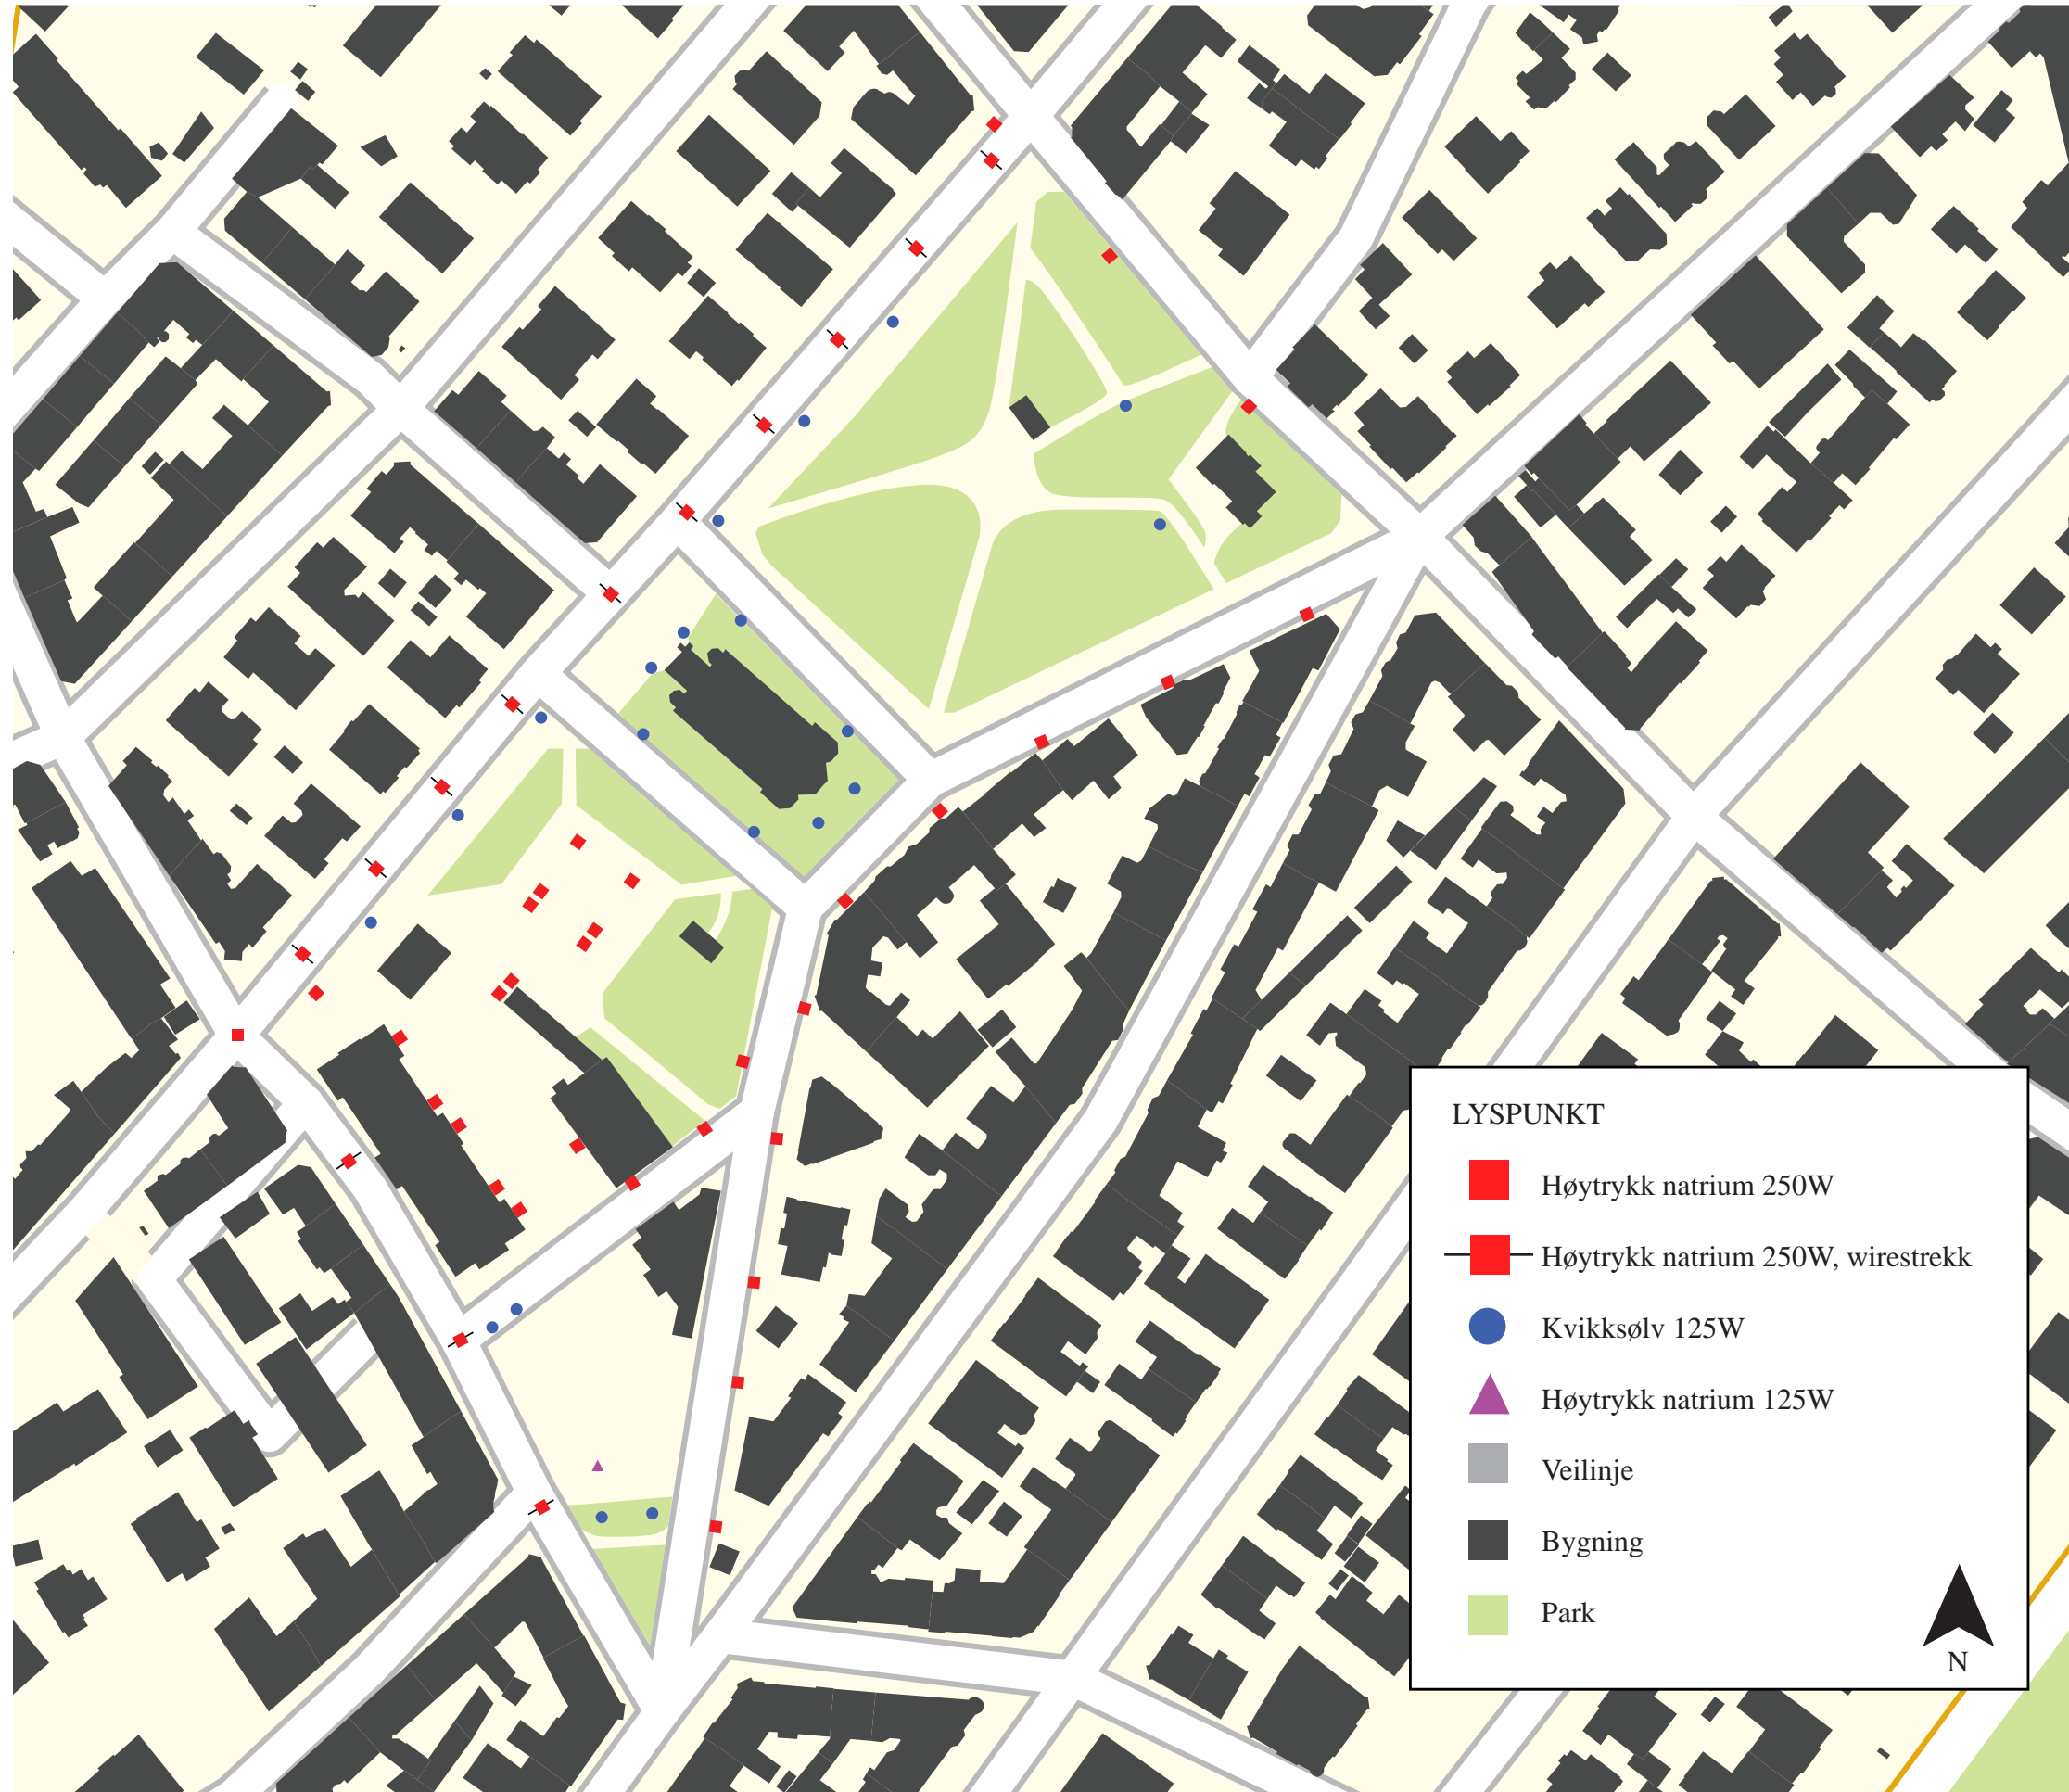 LYSPUNKT
Høytrykk natrium 250W
Høytrykk natrium 250W, wirestrekk
Kvikksølv 125W
Høytrykk natrium 125W
Veilinje
Bygning
Park
N